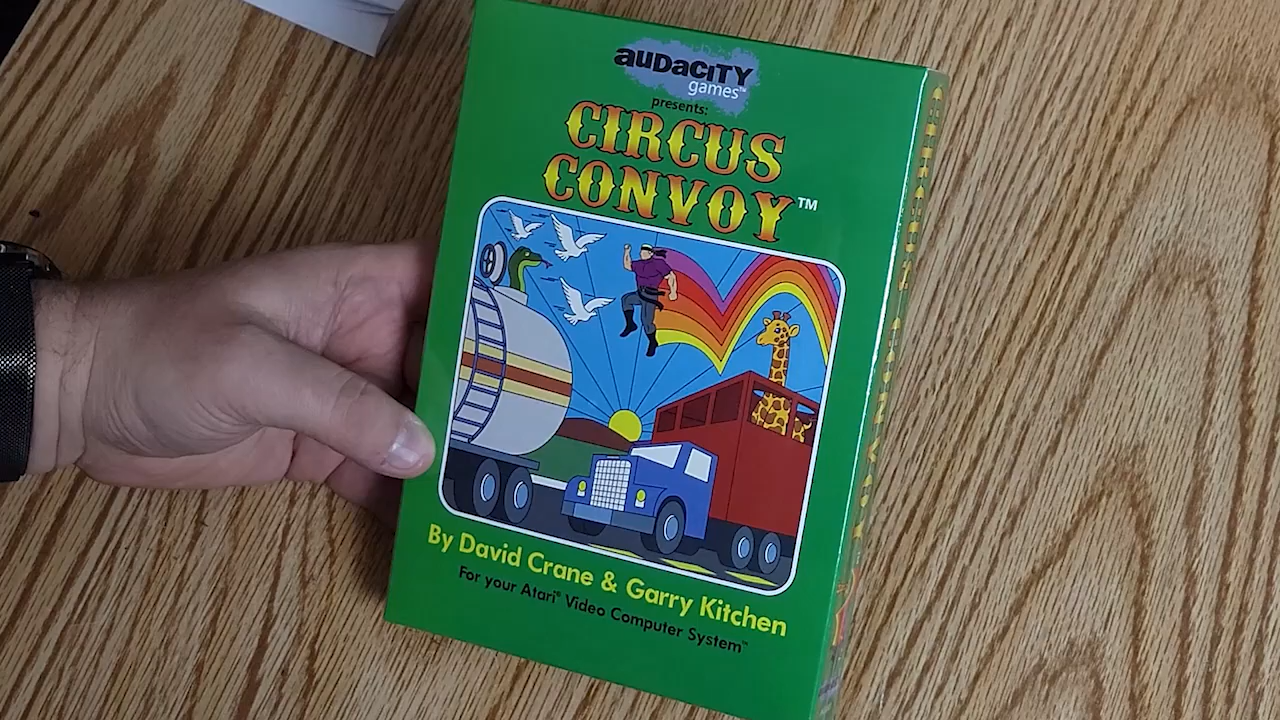 auDaciTY
games™
presents:
CIRCUS
CONVOY™
By David Crane & Garry Kitchen
For your Atari® Video Computer System™